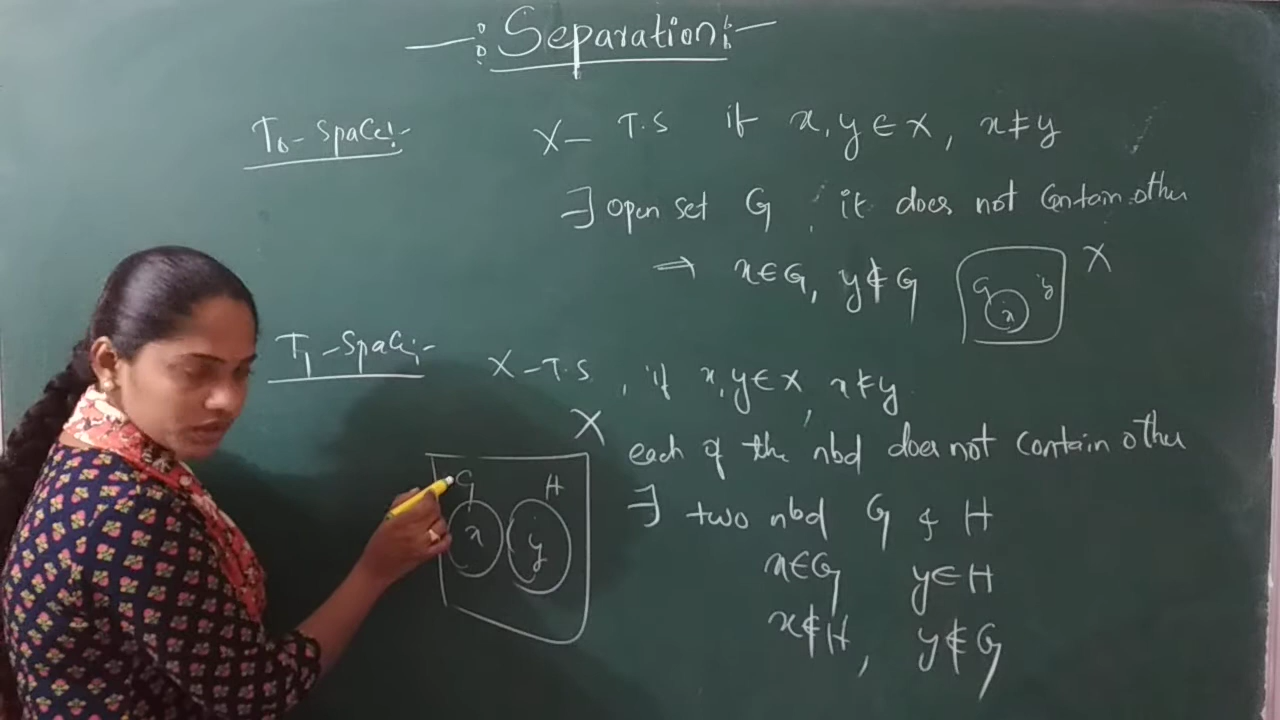 Separation
T₀-Space:-
X- T.S if x, y ∈ X, x ≠ y
∃ open set G, it does not Contain other
⇒ x∈G, y∉G
X
G y
x
T₁-Space:-
X-T.S, if x, y ∈ X, x ≠ y
each of the nbd does not contain other
∃ two nbd G & H
x∈G y∈H
x∉H, y∉G
X
G H
x y